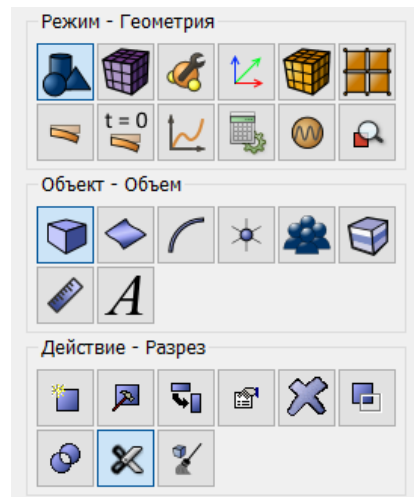 Режим - Геометрия
t = 0
Объект - Объем
A
Действие - Разрез